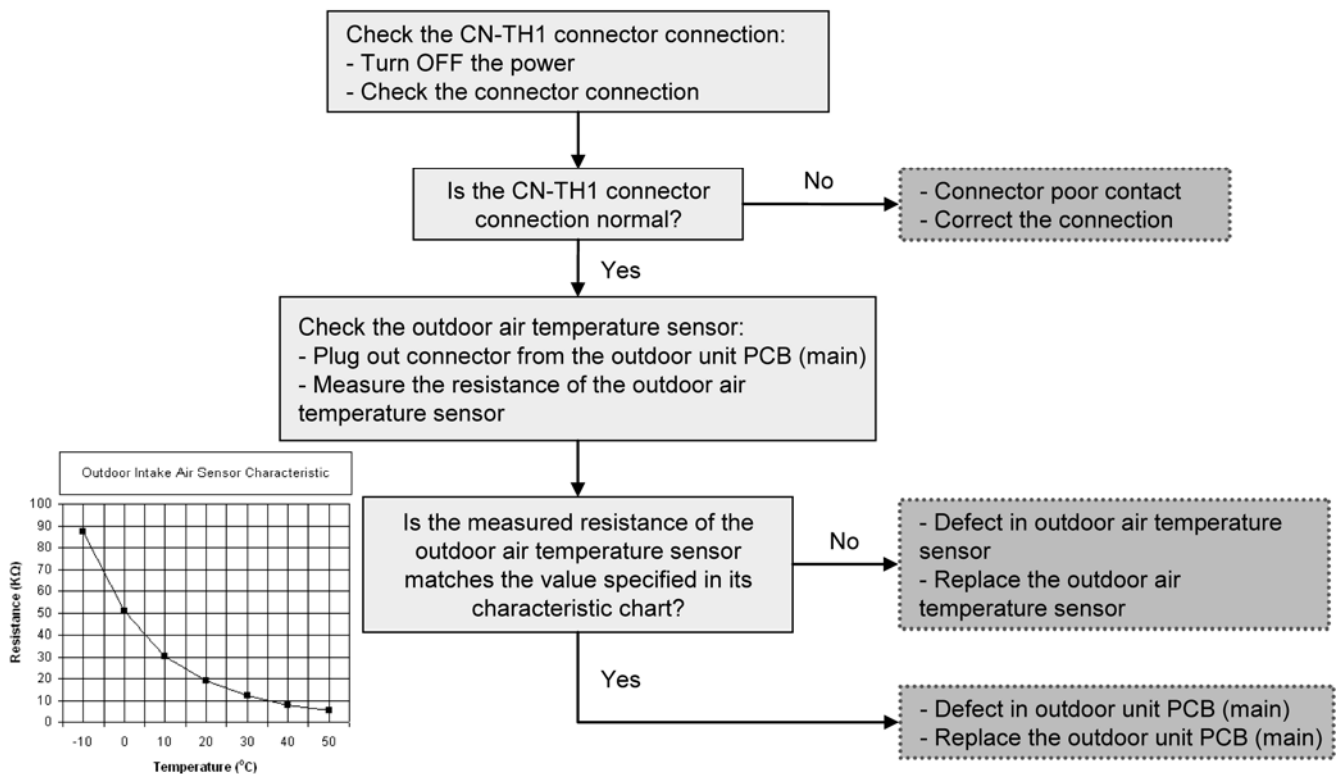 Check the CN-TH1 connector connection:
- Turn OFF the power
- Check the connector connection
Is the CN-TH1 connector
connection normal?
No
- Connector poor contact
- Correct the connection
Yes
Check the outdoor air temperature sensor:
- Plug out connector from the outdoor unit PCB (main)
- Measure the resistance of the outdoor air
temperature sensor
Outdoor Intake Air Sensor Characteristic
Resistance (KΩ)
100
90
80
70
60
50
40
30
20
10
0
-10 0 10 20 30 40 50
Temperature (°C)
Is the measured resistance of the
outdoor air temperature sensor
matches the value specified in its
characteristic chart?
No
- Defect in outdoor air temperature
sensor
- Replace the outdoor air
temperature sensor
Yes
- Defect in outdoor unit PCB (main)
- Replace the outdoor unit PCB (main)